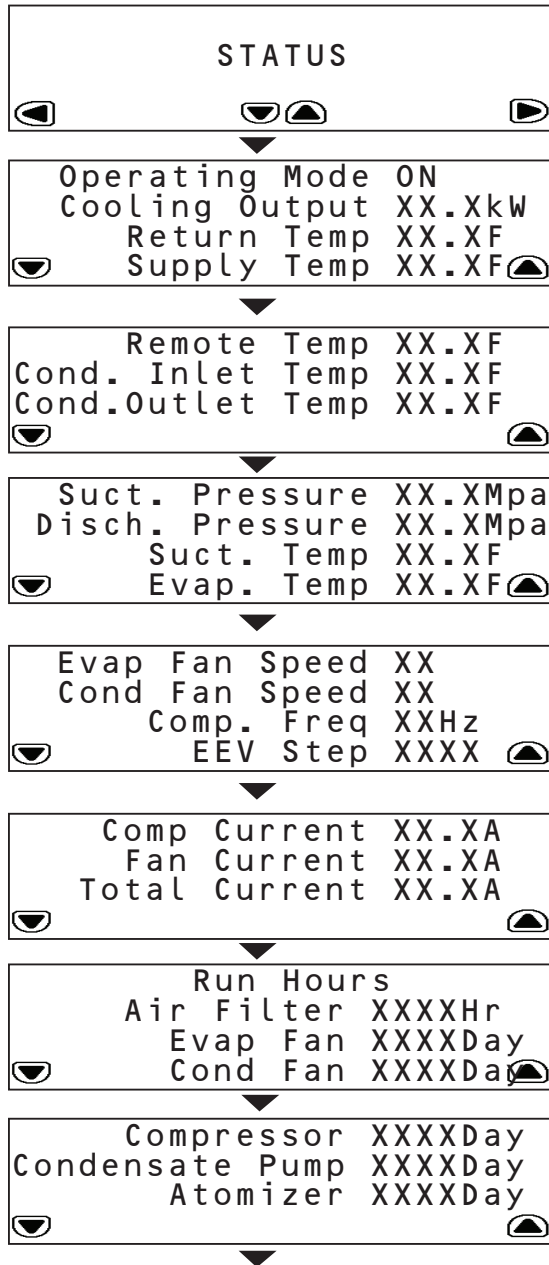 STATUS
Operating Mode ON
Cooling Output XX.XkW
Return Temp XX.XF
Supply Temp XX.XF
Remote Temp XX.XF
Cond. Inlet Temp XX.XF
Cond.Outlet Temp XX.XF
Suct. Pressure XX.XMpa
Disch. Pressure XX.XMpa
Suct. Temp XX.XF
Evap. Temp XX.XF
Evap Fan Speed XX
Cond Fan Speed XX
Comp. Freq XXHz
EEV Step XXXX
Comp Current XX.XA
Fan Current XX.XA
Total Current XX.XA
Run Hours
Air Filter XXXXHr
Evap Fan XXXXDay
Cond Fan XXXXDay
Compressor XXXXDay
Condensate Pump XXXXDay
Atomizer XXXXDay